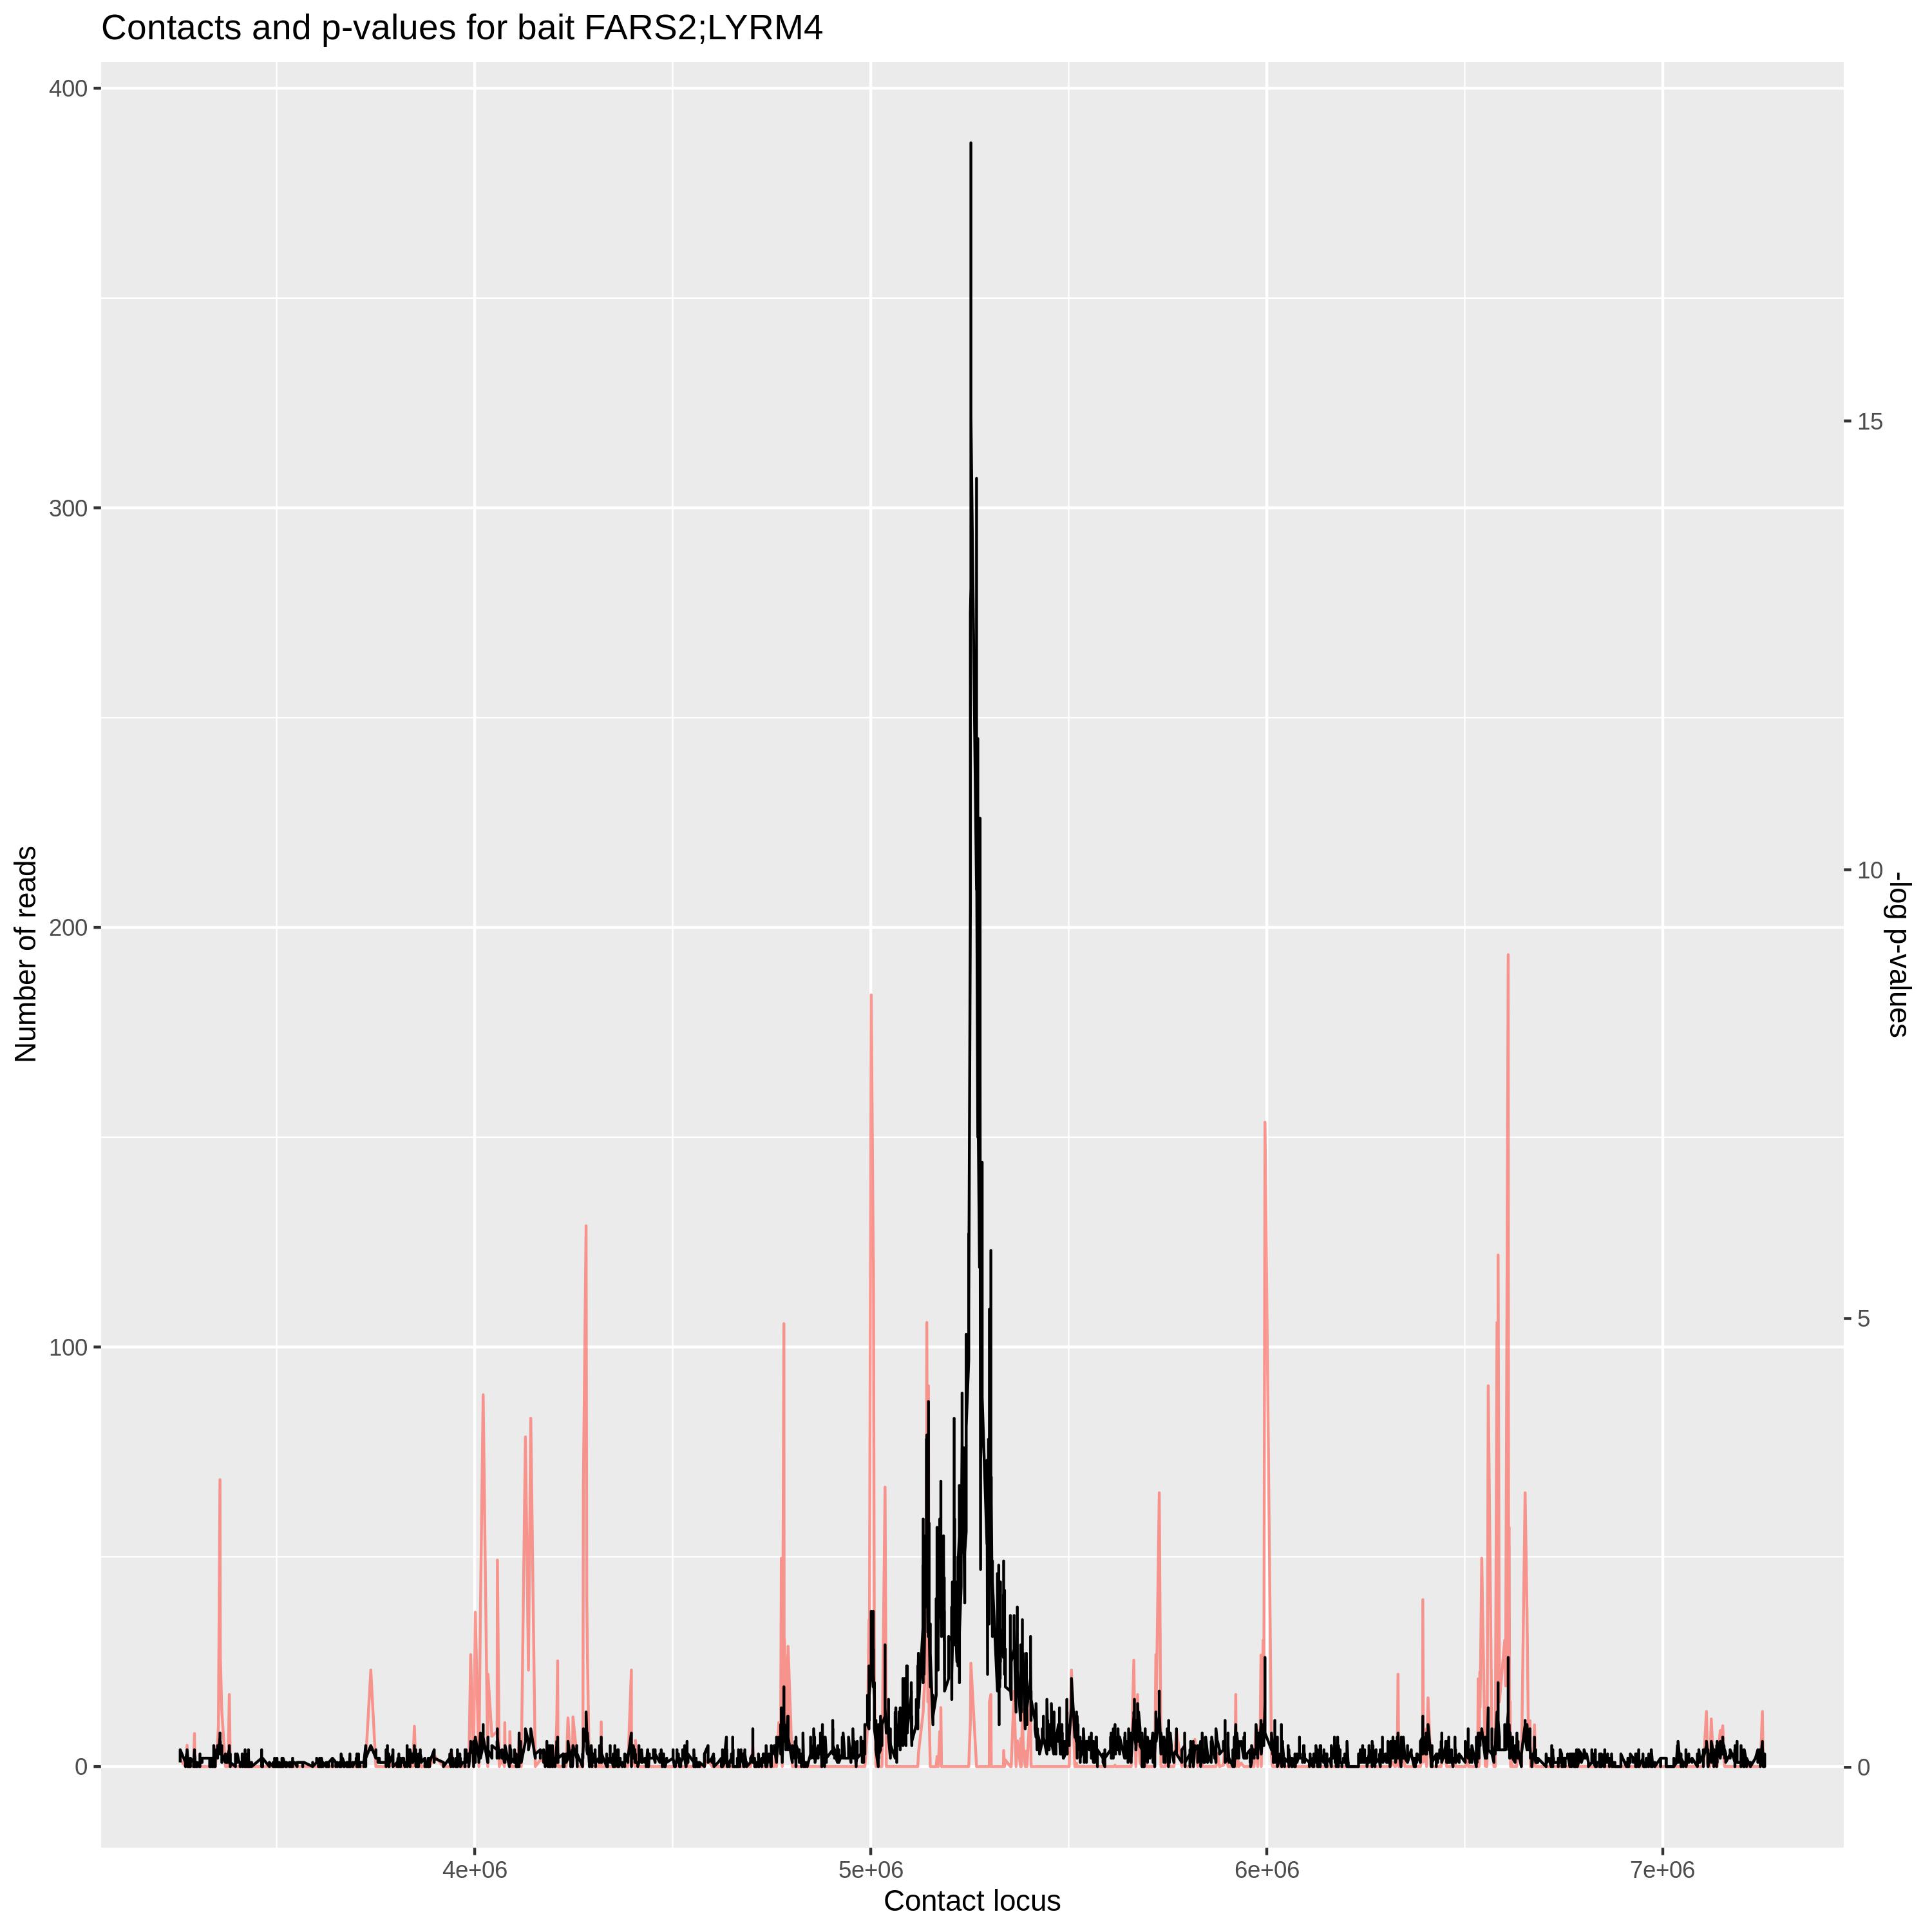 Contacts and p-values for bait FARS2;LYRM4
400
300
200
100
0
Number of reads
15
10
5
0
-log p-values
4e+06
5e+06
6e+06
7e+06
Contact locus